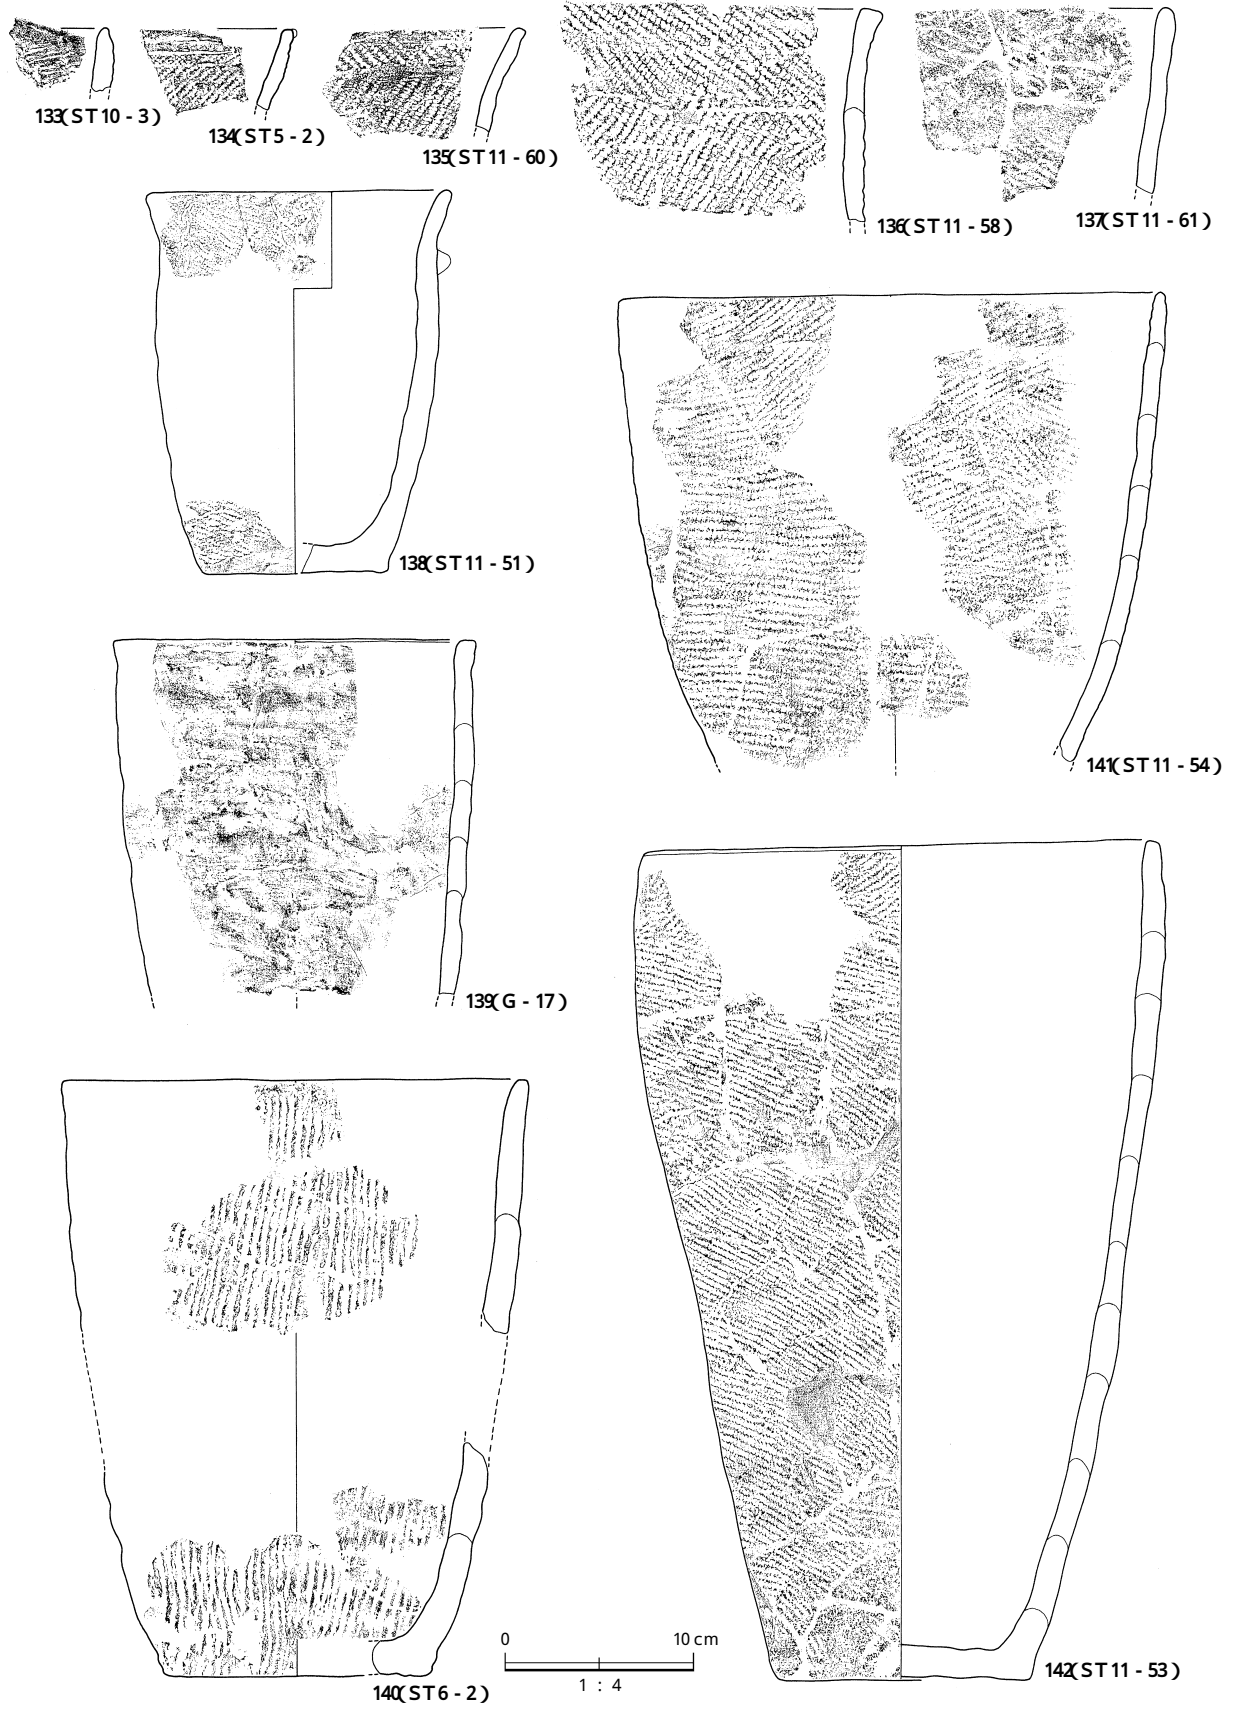 133(ST10-3)
134(ST5-2)
135(ST11-60)
136(ST11-58)
137(ST11-61)
138(ST11-51)
141(ST11-54)
139(G-17)
140(ST6-2)
0 10cm
1 : 4
142(ST11-53)